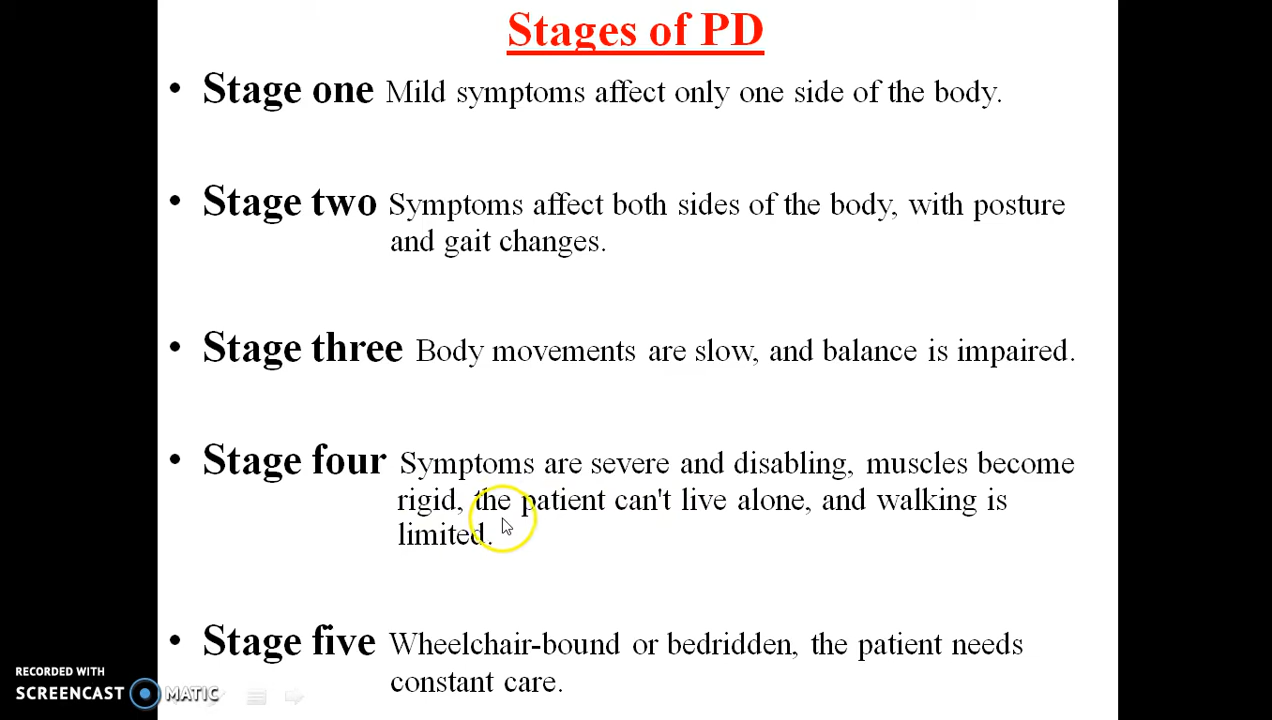 Stages of PD
• Stage one Mild symptoms affect only one side of the body.
• Stage two Symptoms affect both sides of the body, with posture
and gait changes.
• Stage three Body movements are slow, and balance is impaired.
• Stage four Symptoms are severe and disabling, muscles become
rigid, the patient can't live alone, and walking is
limited.
• Stage five Wheelchair-bound or bedridden, the patient needs
constant care.
RECORDED WITH
SCREENCAST MATIC